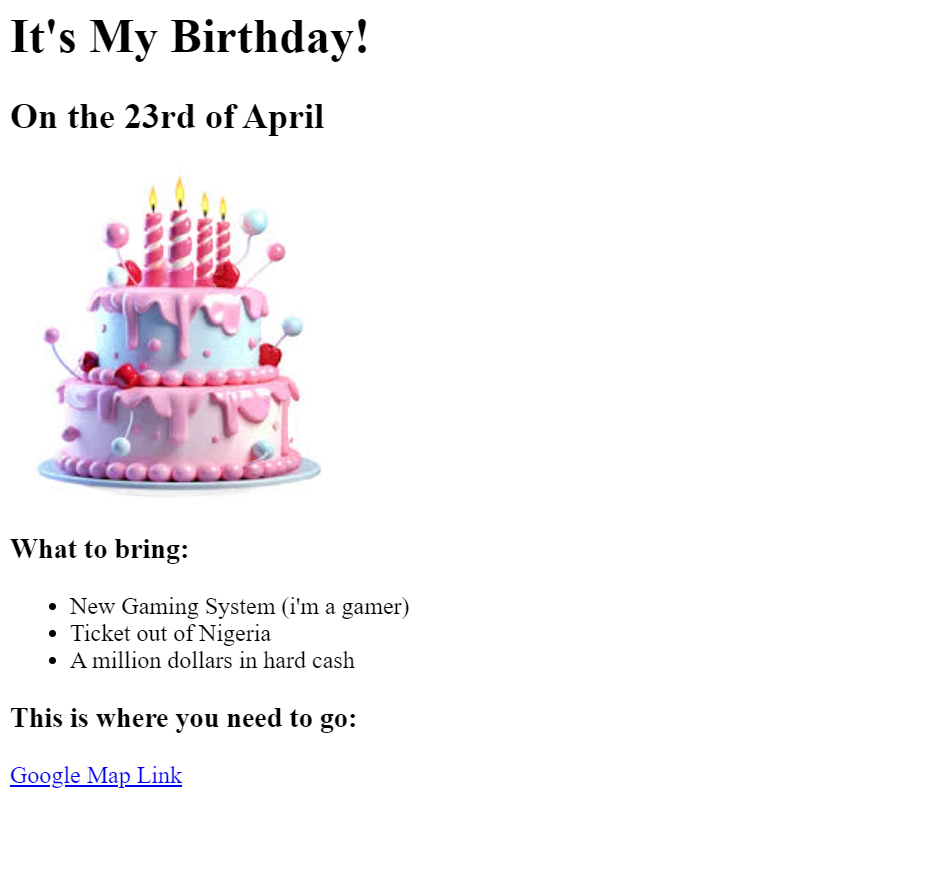 It's My Birthday!
On the 23rd of April
What to bring:
New Gaming System (i'm a gamer)
Ticket out of Nigeria
A million dollars in hard cash
This is where you need to go:
Google Map Link